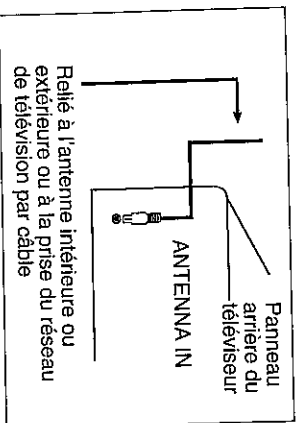 Panneau
arrière du
téléviseur
ANTENNA IN
Relié à l'antenne intérieure ou
extérieure ou à la prise du réseau
de télévision par câble